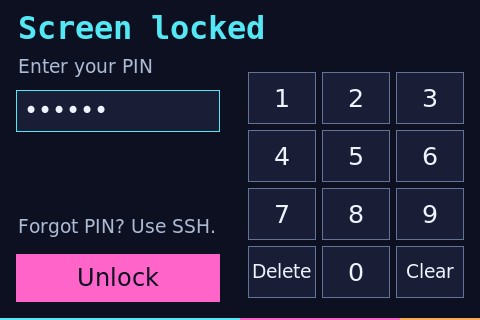 Screen locked
Enter your PIN
••••••
1 2 3
4 5 6
7 8 9
Delete 0 Clear
Forgot PIN? Use SSH.
Unlock